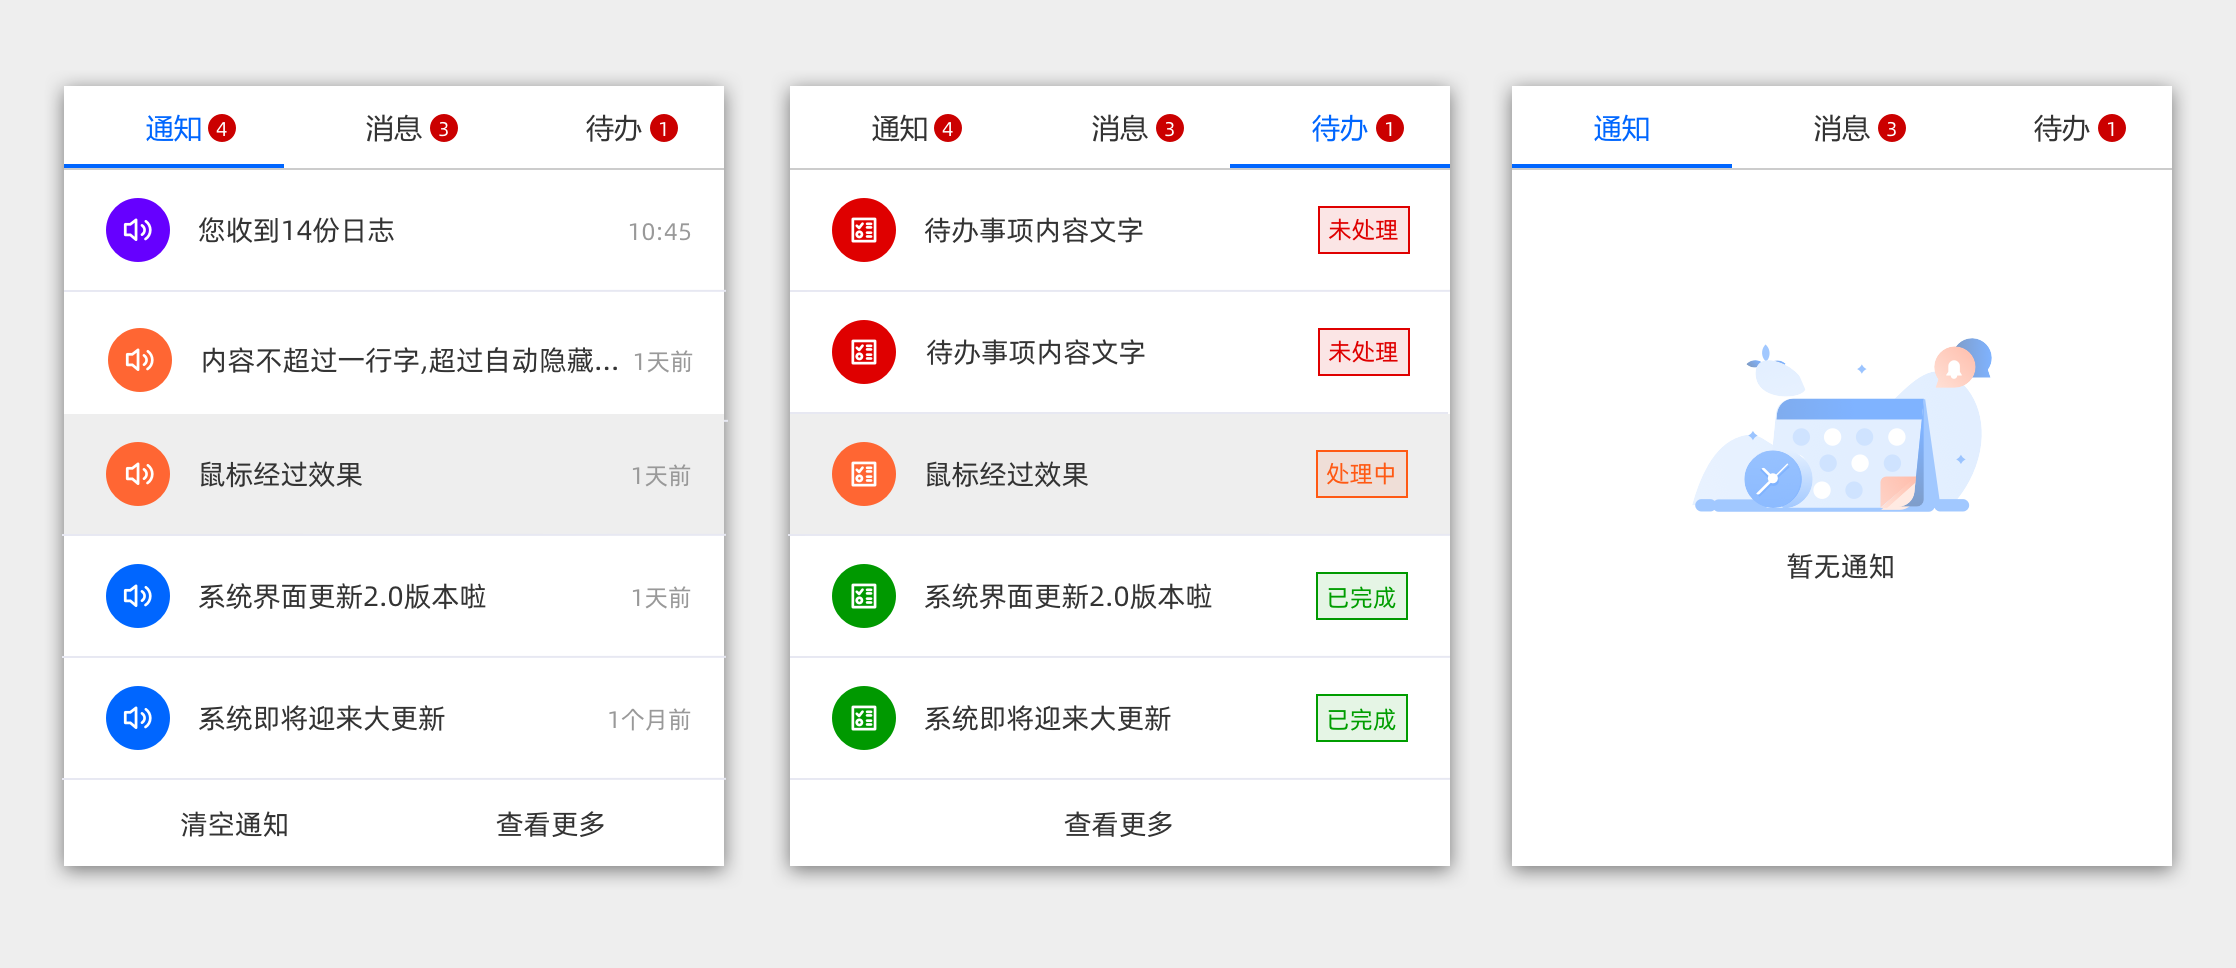 通知 4 消息 3 待办 1
您收到14份日志 10:45
内容不超过一行字,超过自动隐藏... 1天前
鼠标经过效果 1天前
系统界面更新2.0版本啦 1天前
系统即将迎来大更新 1个月前
清空通知 查看更多
通知 4 消息 3 待办 1
待办事项内容文字 未处理
待办事项内容文字 未处理
鼠标经过效果 处理中
系统界面更新2.0版本啦 已完成
系统即将迎来大更新 已完成
查看更多
通知 消息 3 待办 1
暂无通知